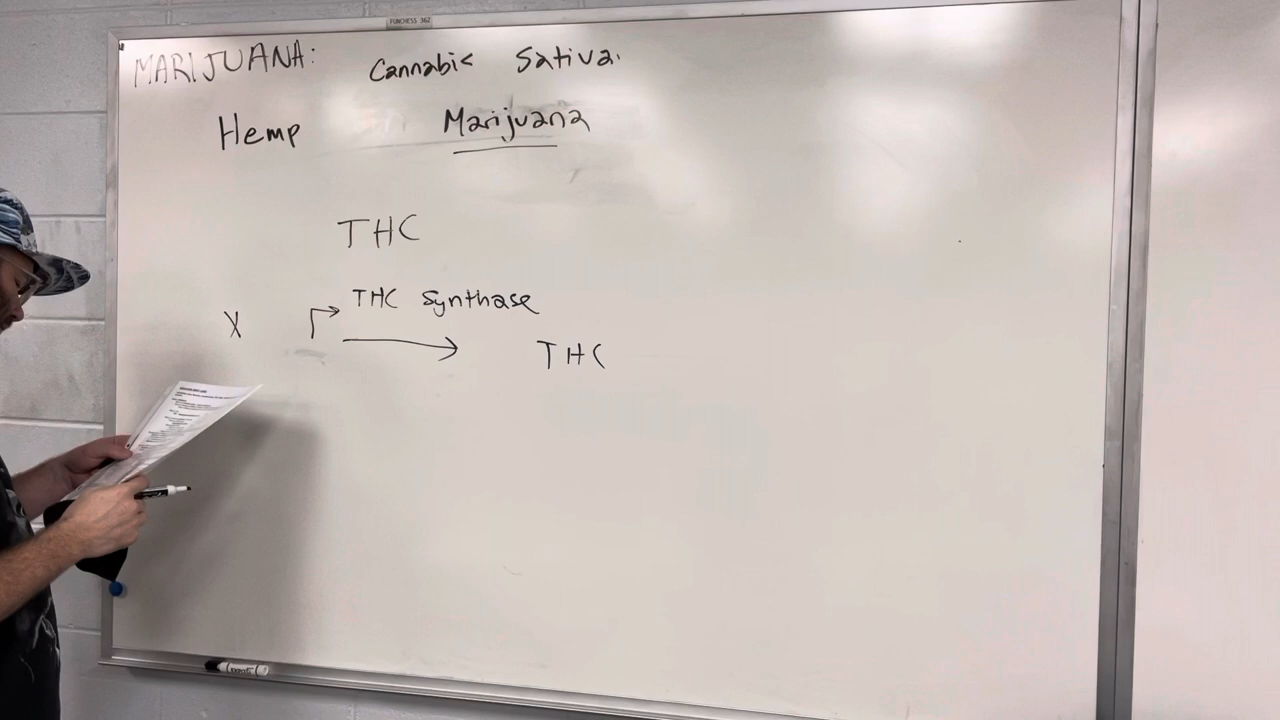 FUNCHESS 362
MARIJUANA: Cannabis Sativa.
Hemp Marijuana
THC
THC synthase
X THC